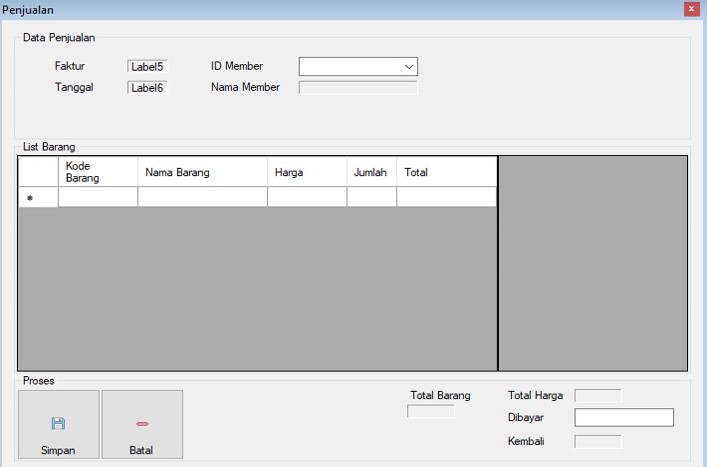 Penjualan
x
Data Penjualan
Faktur Label5 ID Member
Tanggal Label6 Nama Member
List Barang
Kode Barang Nama Barang Harga Jumlah Total
*
Proses
Total Barang Total Harga
Dibayar
Kembali
Simpan Batal